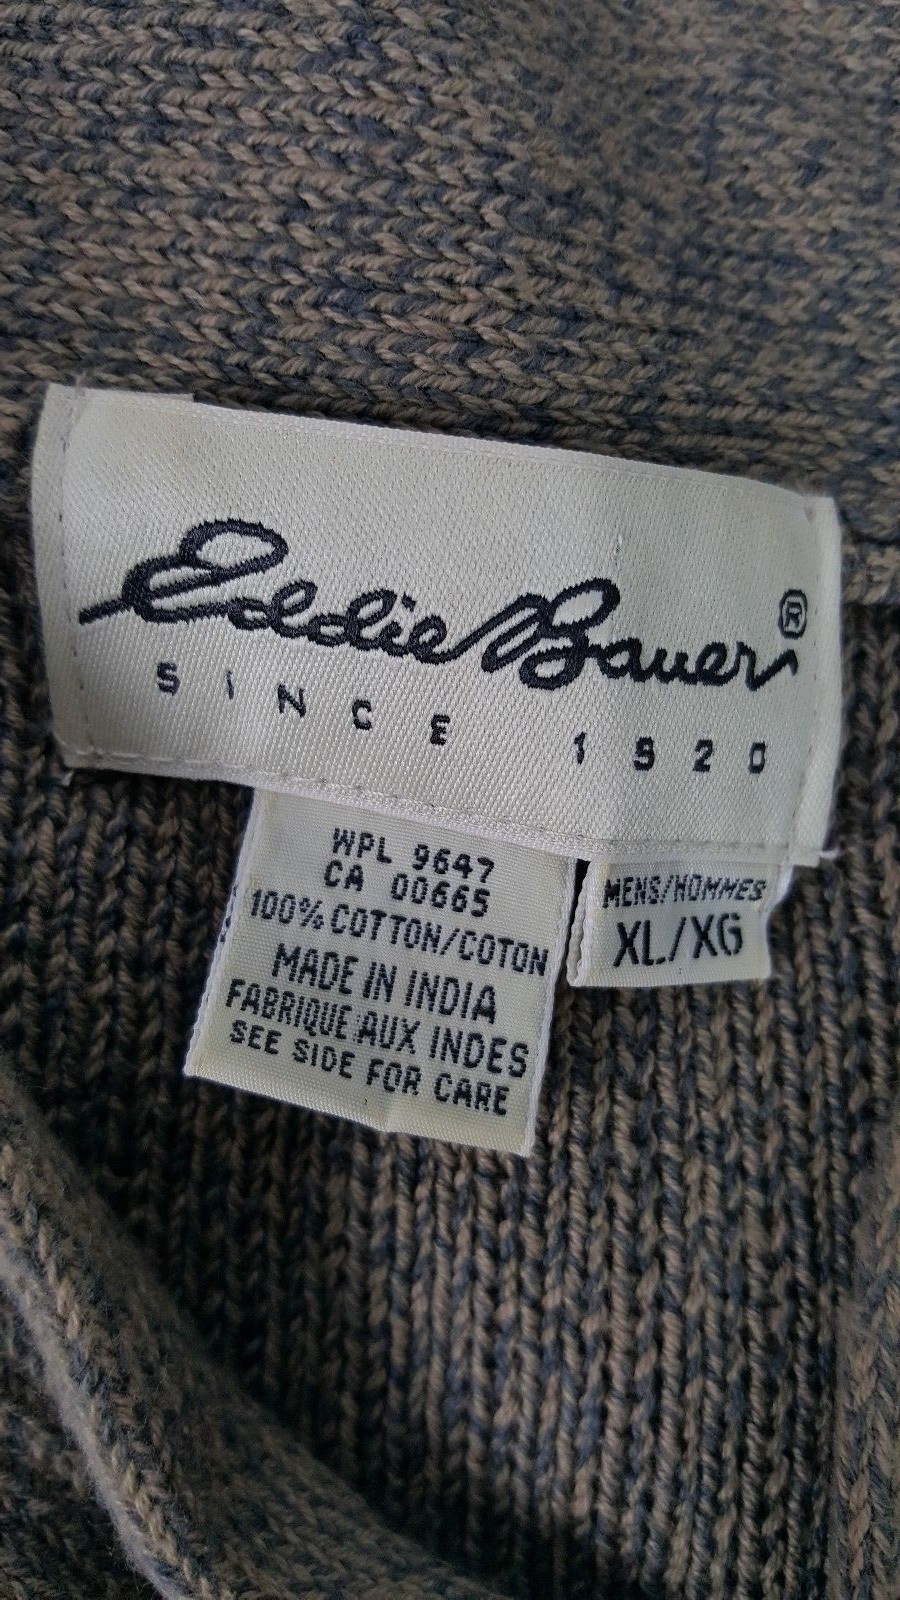 Eddie Bauer ®
SINCE 1920
WPL 9647
CA 00665
100% COTTON/COTON
MADE IN INDIA
FABRIQUE AUX INDES
SEE SIDE FOR CARE
MENS/HOMMES
XL/XG